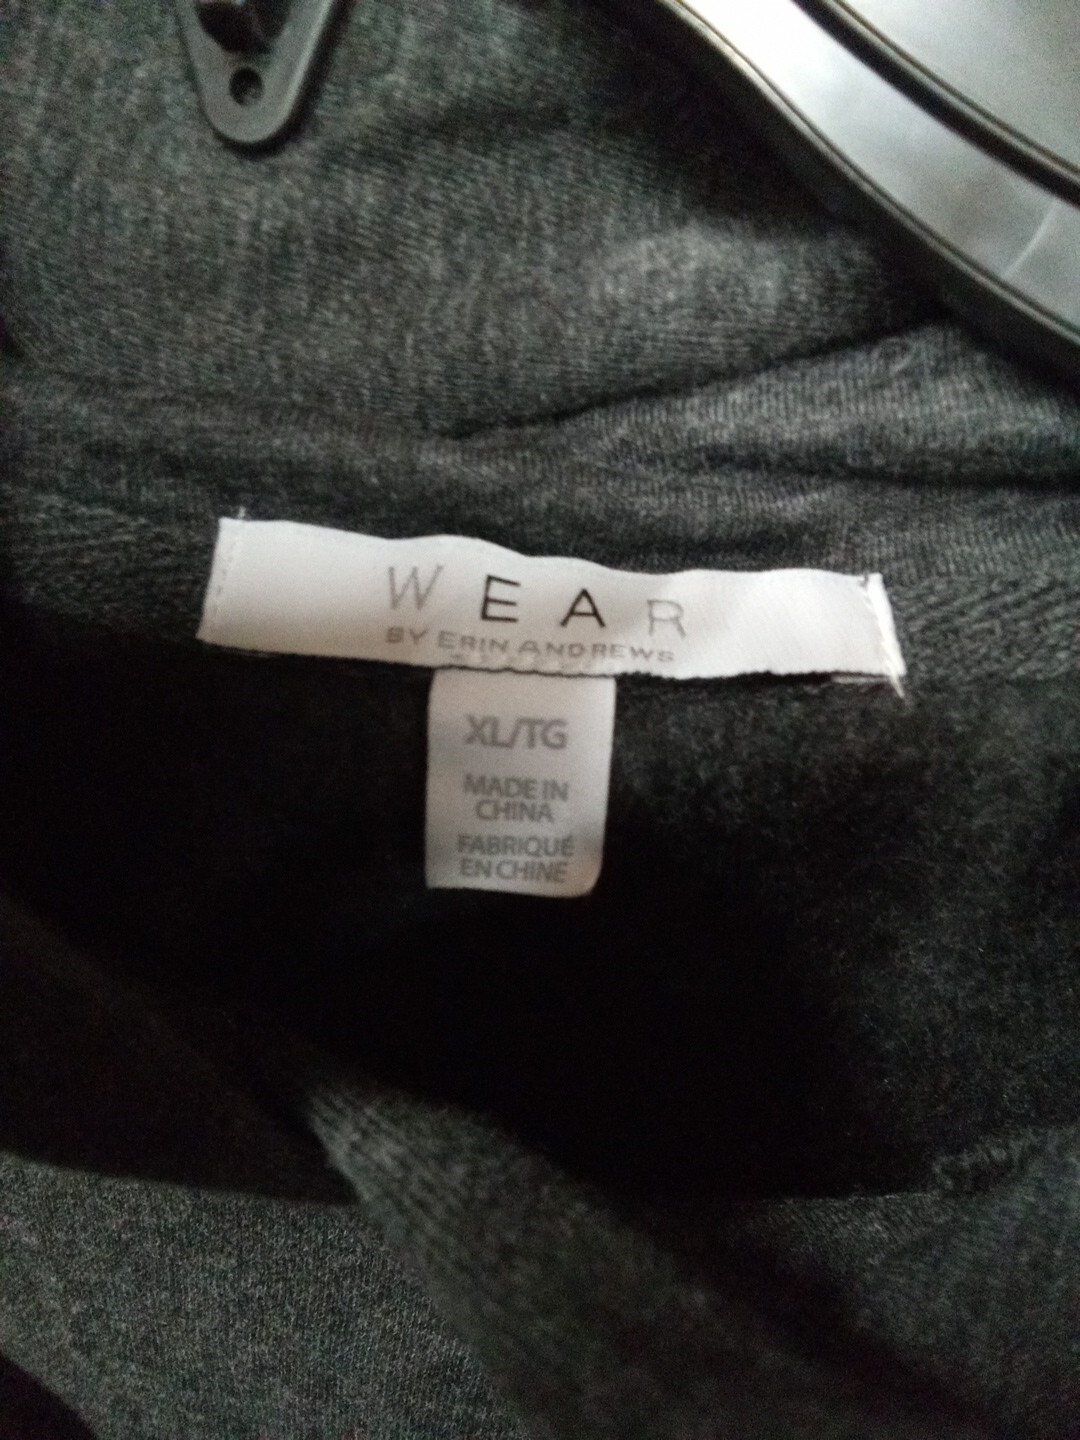 WEAR
BY ERIN ANDREWS
XL/TG
MADE IN
CHINA
FABRIQUÉ
EN CHINE